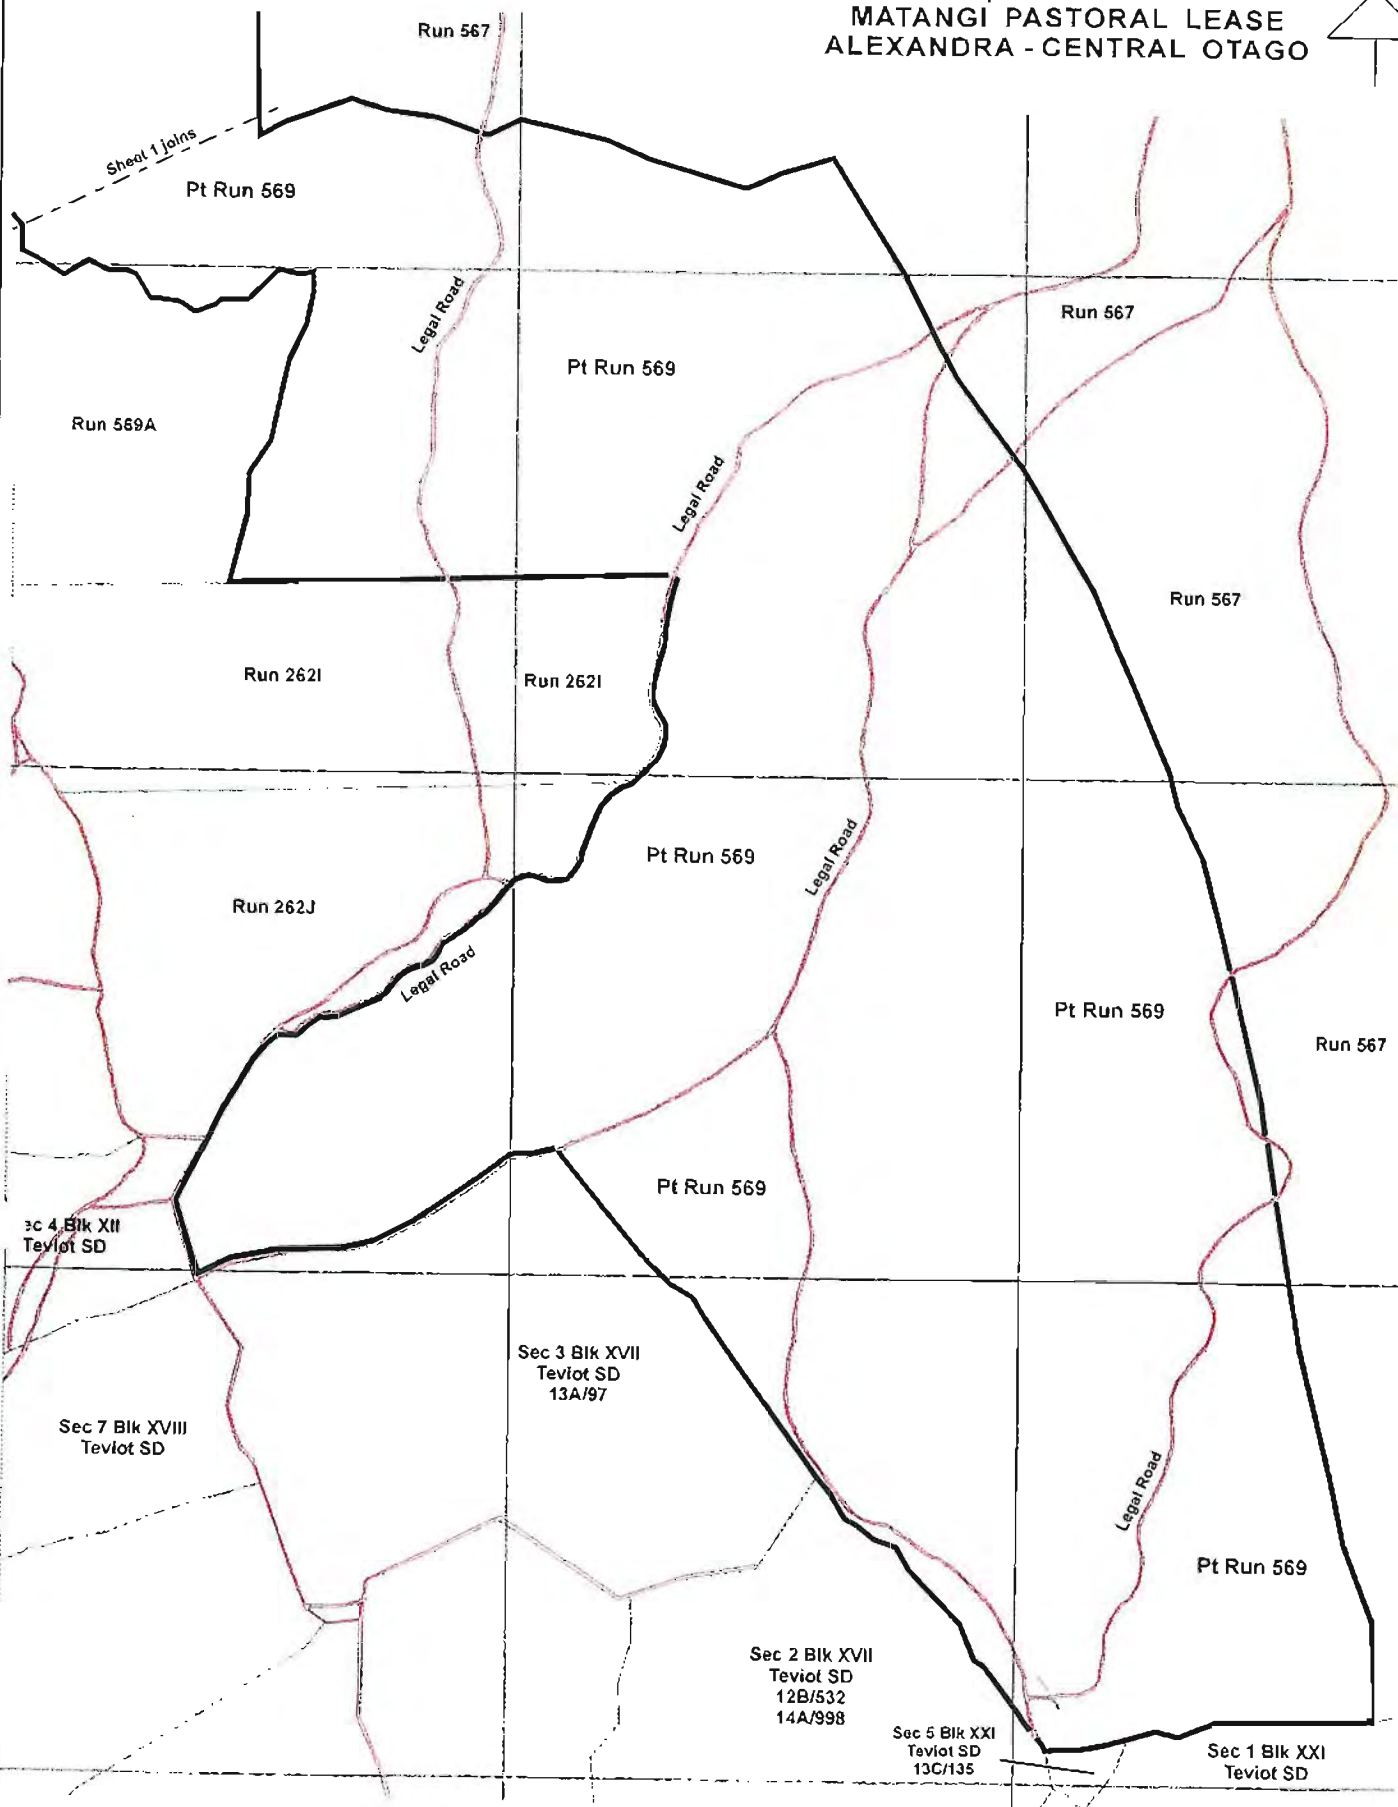 MATANGI PASTORAL LEASE
ALEXANDRA - CENTRAL OTAGO
Run 567
Sheet 1 joins
Pt Run 569
Legal Road
Run 567
Pt Run 569
Run 569A
Legal Road
Run 567
Run 262I
Run 262I
Pt Run 569
Legal Road
Run 262J
Legal Road
Pt Run 569
Run 567
Pt Run 569
4 Blk XII
Teviot SD
Sec 3 Blk XVII
Teviot SD
13A/97
Sec 7 Blk XVIII
Teviot SD
Legal Road
Pt Run 569
Sec 2 Blk XVII
Teviot SD
12B/532
14A/998
Sec 5 Blk XXI
Teviot SD
13C/135
Sec 1 Blk XXI
Teviot SD